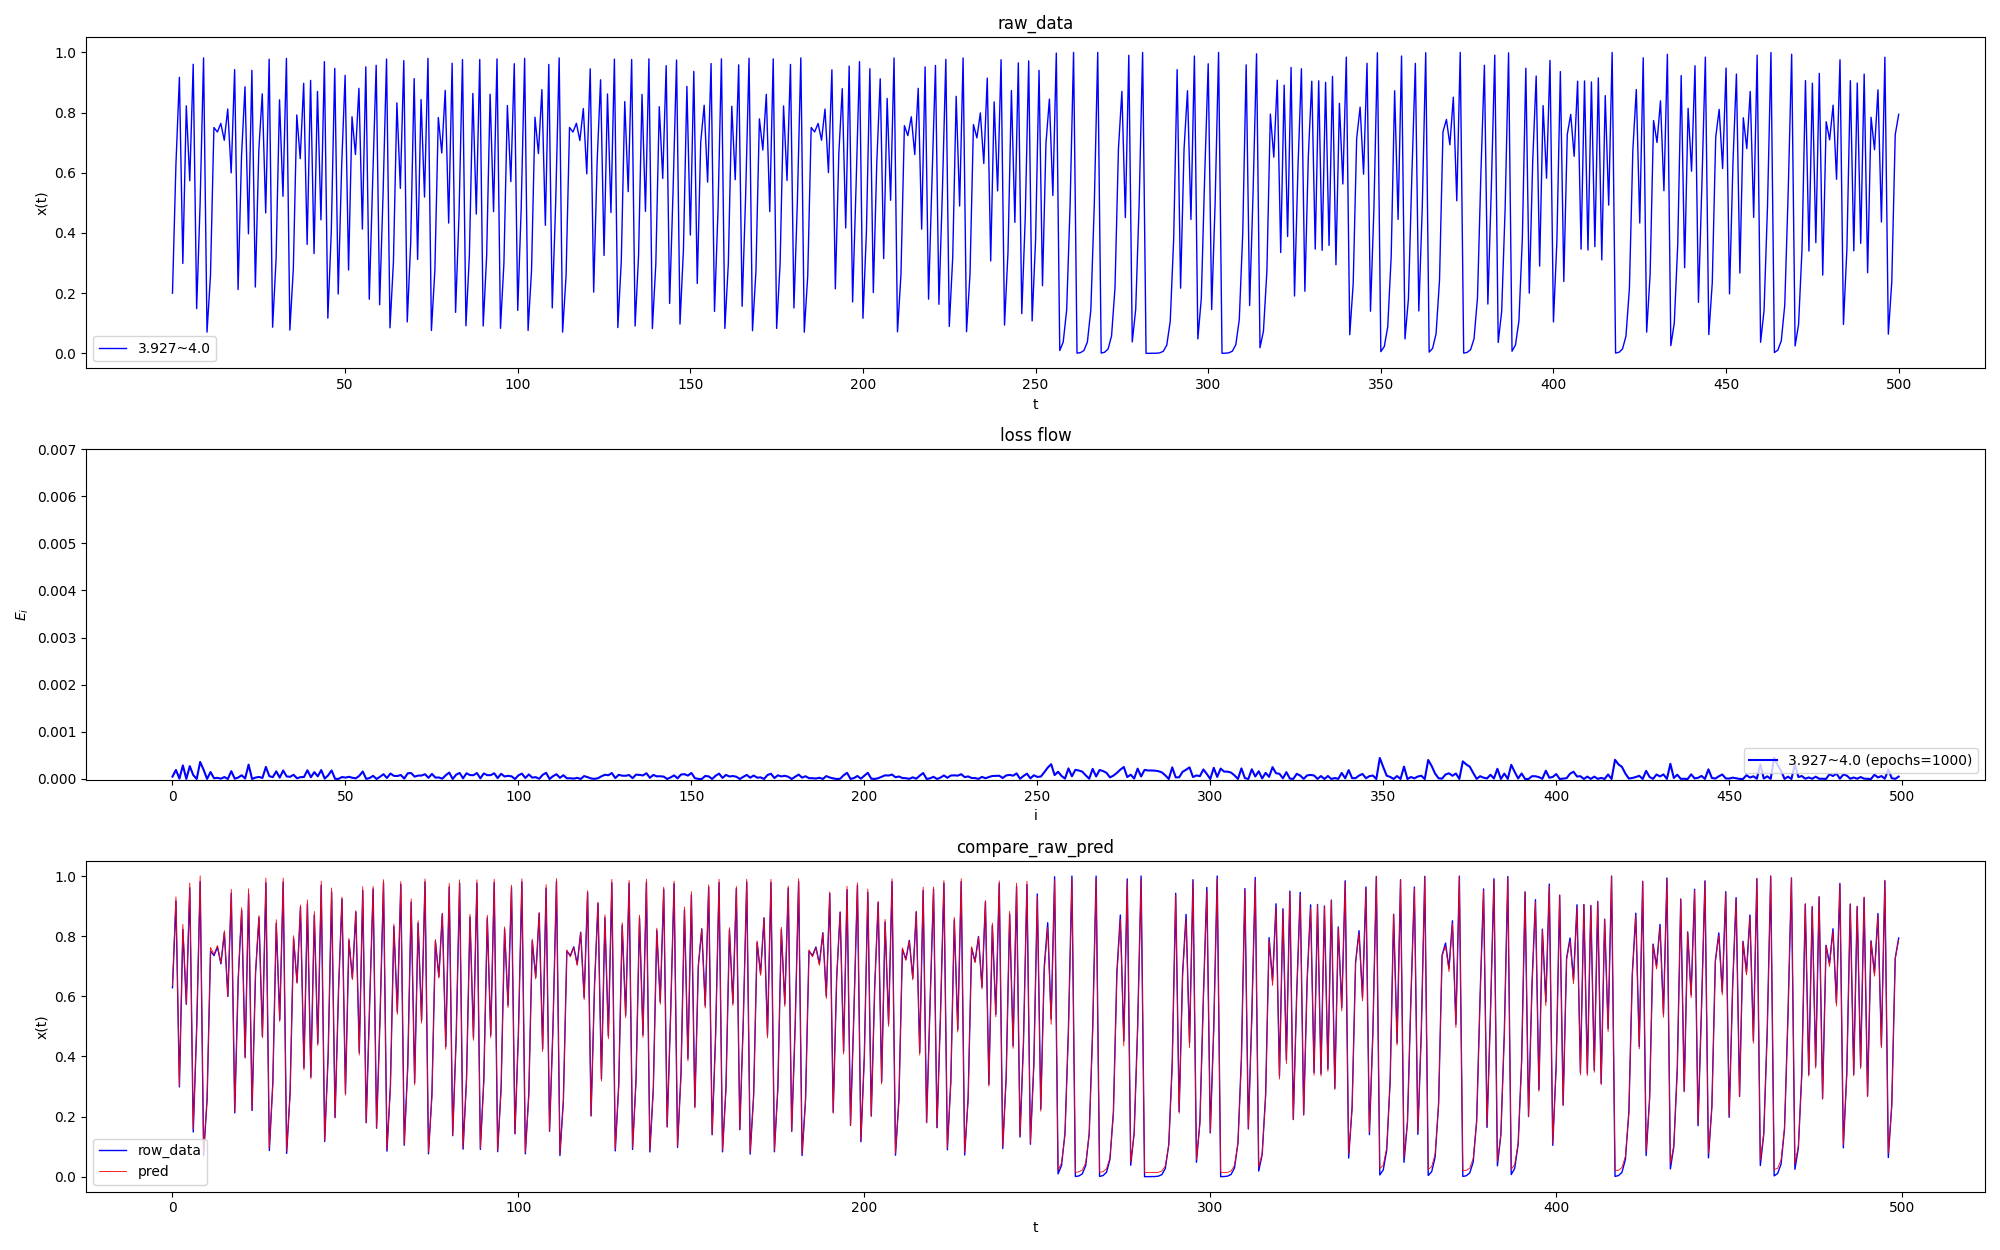 raw_data
x(t)
1.0
0.8
0.6
0.4
0.2
0.0
3.927~4.0
50 100 150 200 250 300 350 400 450 500
t
loss flow
E_i
0.007
0.006
0.005
0.004
0.003
0.002
0.001
0.000
3.927~4.0 (epochs=1000)
0 50 100 150 200 250 300 350 400 450 500
i
compare_raw_pred
x(t)
1.0
0.8
0.6
0.4
0.2
0.0
row_data
pred
0 100 200 300 400 500
t